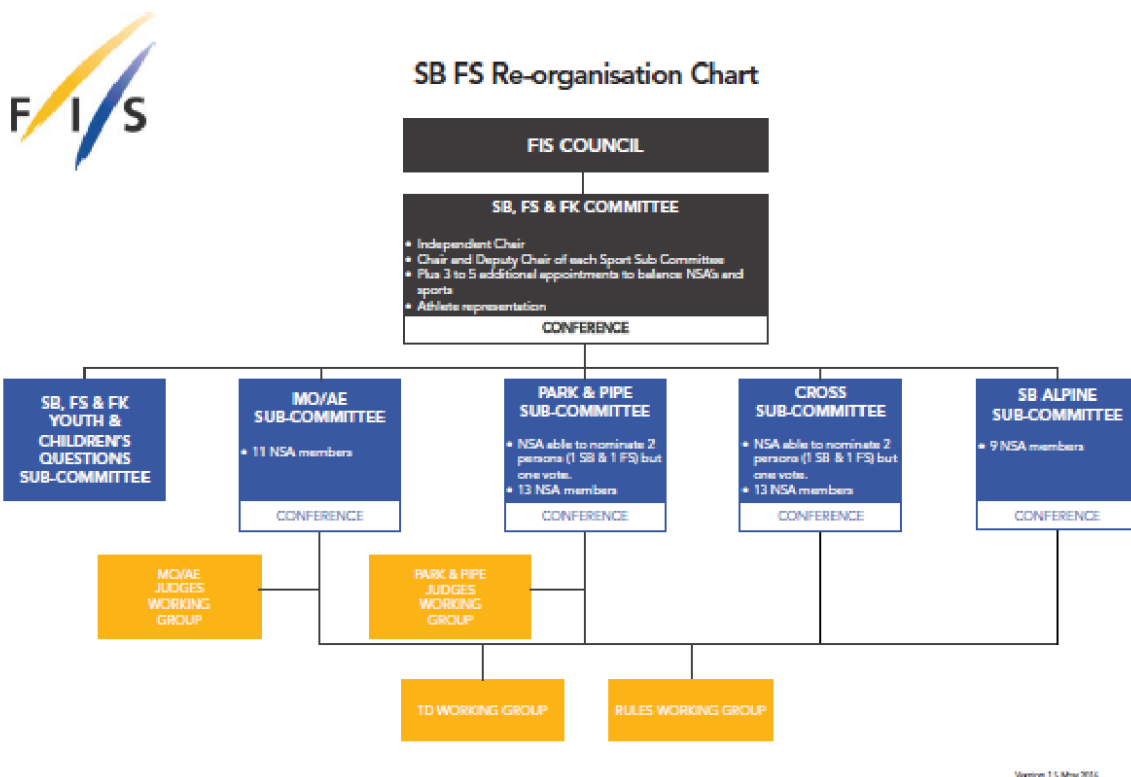 FIS
SB FS Re-organisation Chart
FIS COUNCIL
SB, FS & FK COMMITTEE
• Independent Chair
• Chair and Deputy Chair of each Sport Sub Committee
• Plus 3 to 5 additional appointments to balance NSA's and
sports
• Athlete representation
CONFERENCE
SB, FS & FK
YOUTH &
CHILDREN'S
QUESTIONS
SUB-COMMITTEE
MO/AE
SUB-COMMITTEE
• 11 NSA members
CONFERENCE
PARK & PIPE
SUB-COMMITTEE
• NSA able to nominate 2
persons (1 SB & 1 FS) but
one vote.
• 13 NSA members
CONFERENCE
CROSS
SUB-COMMITTEE
• NSA able to nominate 2
persons (1 SB & 1 FS) but
one vote.
• 13 NSA members
CONFERENCE
SB ALPINE
SUB-COMMITTEE
• 9 NSA members
CONFERENCE
MO/AE
JUDGES
WORKING
GROUP
PARK & PIPE
JUDGES
WORKING
GROUP
TD WORKING GROUP
RULES WORKING GROUP
Version 15 May